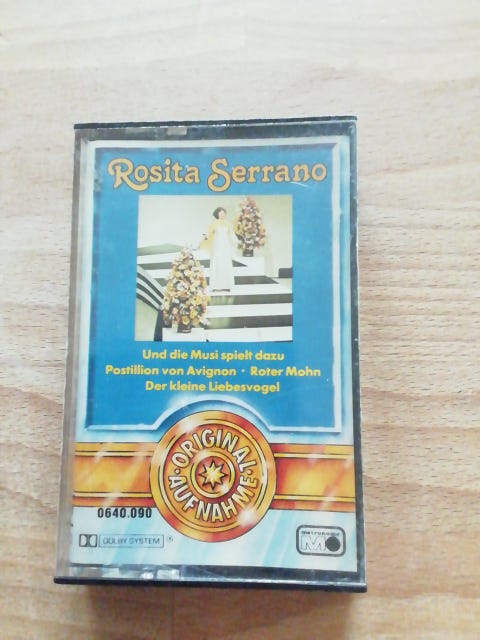 Rosita Serrano
Und die Musi spielt dazu
Postillion von Avignon • Roter Mohn
Der kleine Liebesvogel
ORIGINAL
AUFNAHME
0640.090
DOLBY SYSTEM ®
metronome